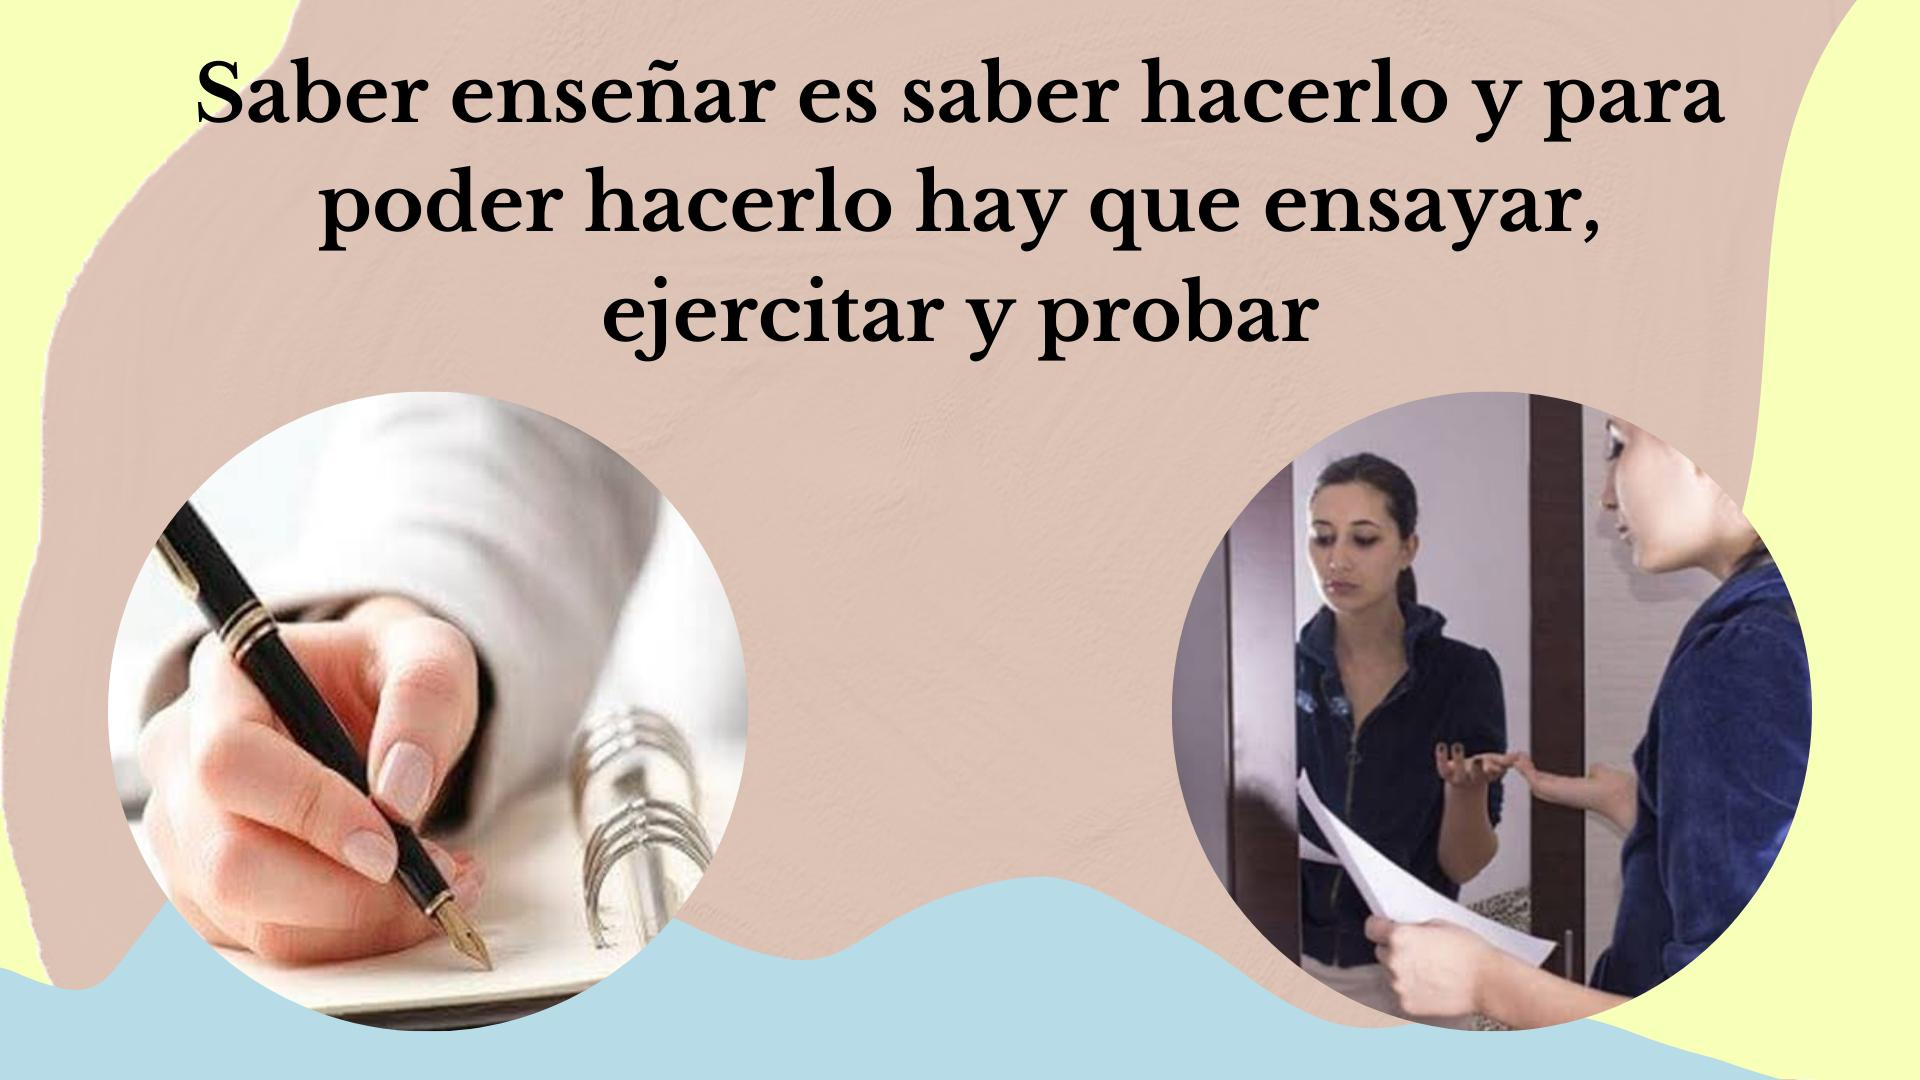 Saber enseñar es saber hacerlo y para
poder hacerlo hay que ensayar,
ejercitar y probar